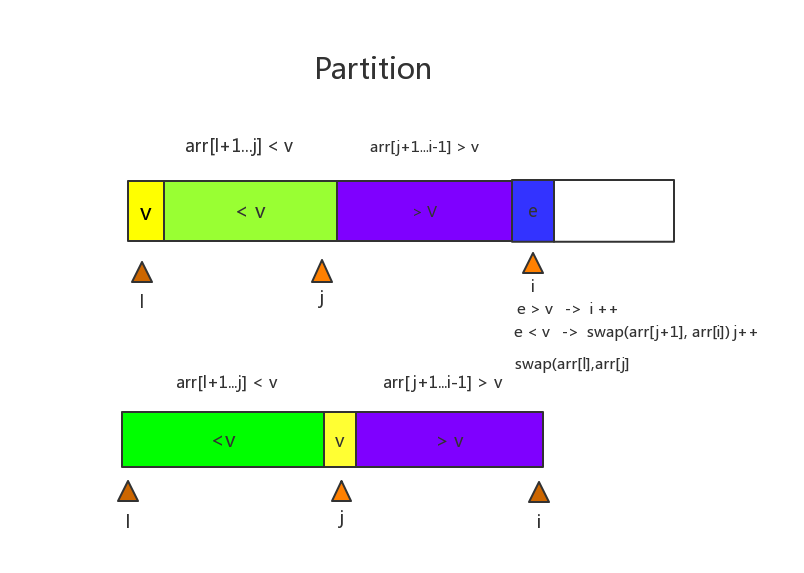 Partition
arr[l+1...j] < v
arr[j+1...i-1] > v
v
< v
> V
e
l
j
i
e > v -> i ++
e < v -> swap(arr[j+1], arr[i]) j++
swap(arr[l],arr[j]
arr[l+1...j] < v
arr[j+1...i-1] > v
<v
v
> v
l
j
i